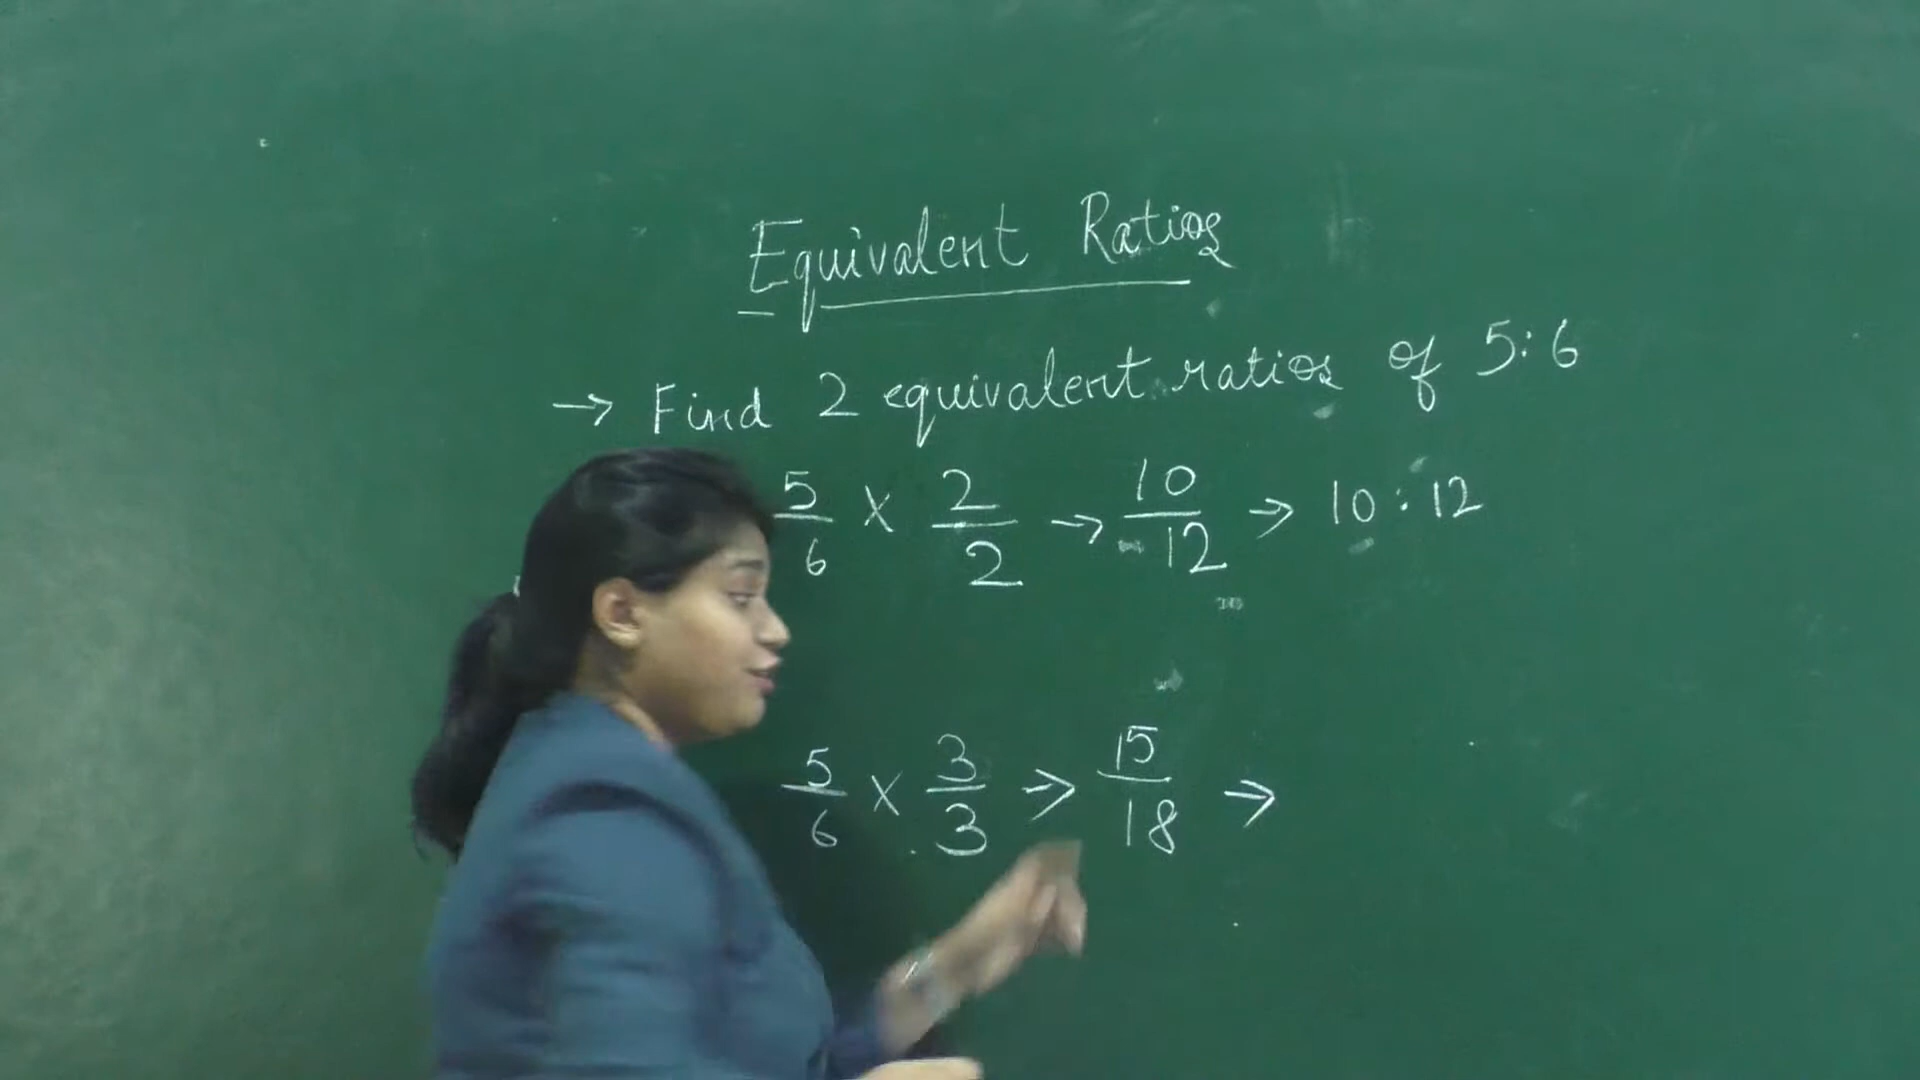 Equivalent Ratios
→ Find 2 equivalent ratios of 5:6
5/6 × 2/2 → 10/12 → 10:12
5/6 × 3/3 → 15/18 →